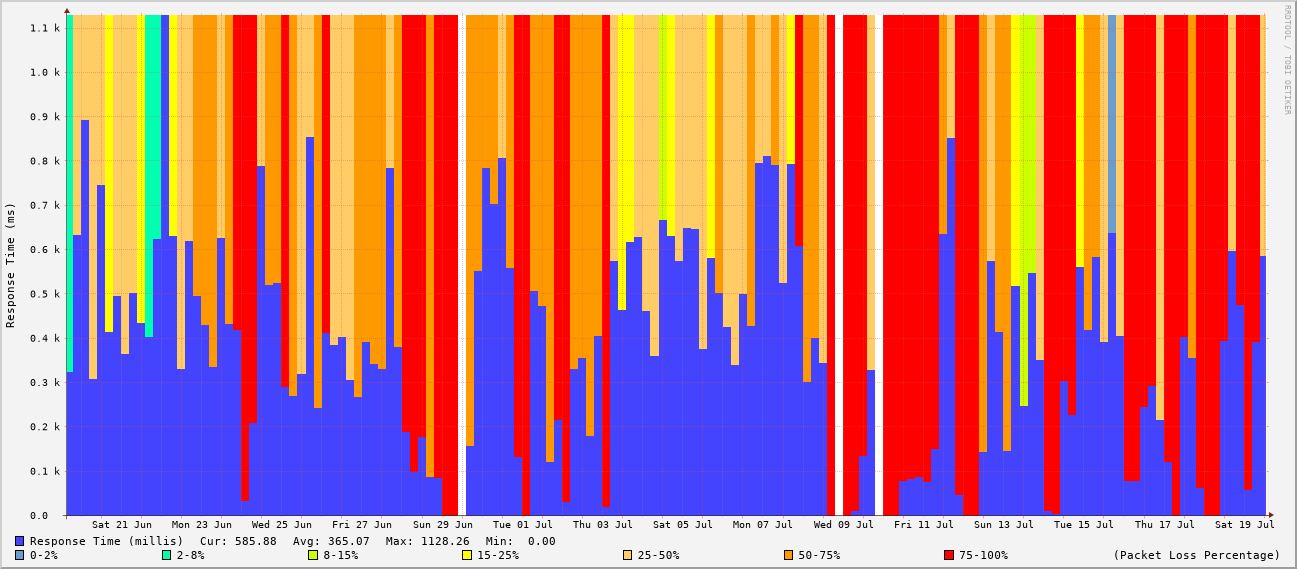 RRDTOOL / TOBI OETIKER
Response Time (ms)
1.1 k
1.0 k
0.9 k
0.8 k
0.7 k
0.6 k
0.5 k
0.4 k
0.3 k
0.2 k
0.1 k
0.0
Sat 21 Jun Mon 23 Jun Wed 25 Jun Fri 27 Jun Sun 29 Jun Tue 01 Jul Thu 03 Jul Sat 05 Jul Mon 07 Jul Wed 09 Jul Fri 11 Jul Sun 13 Jul Tue 15 Jul Thu 17 Jul Sat 19 Jul
Response Time (millis) Cur: 585.88 Avg: 365.07 Max: 1128.26 Min: 0.00
0-2% 2-8% 8-15% 15-25% 25-50% 50-75% 75-100% (Packet Loss Percentage)